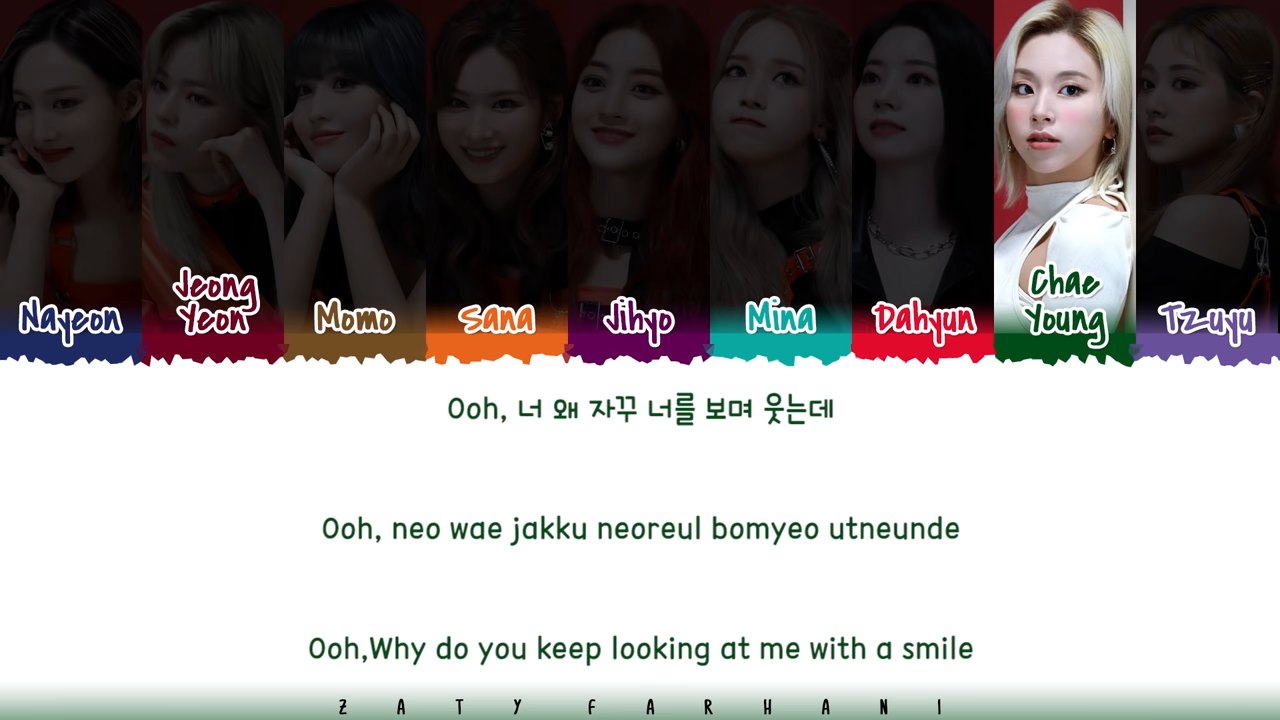 Nayeon
Jeong
Yeon
Momo
Sana
Jihyo
Mina
Dahyun
Chae
Young
TZuyu
Ooh, 너 왜 자꾸 너를 보며 웃는데
Ooh, neo wae jakku neoreul bomyeo utneunde
Ooh,Why do you keep looking at me with a smile
ZATY FARHANI